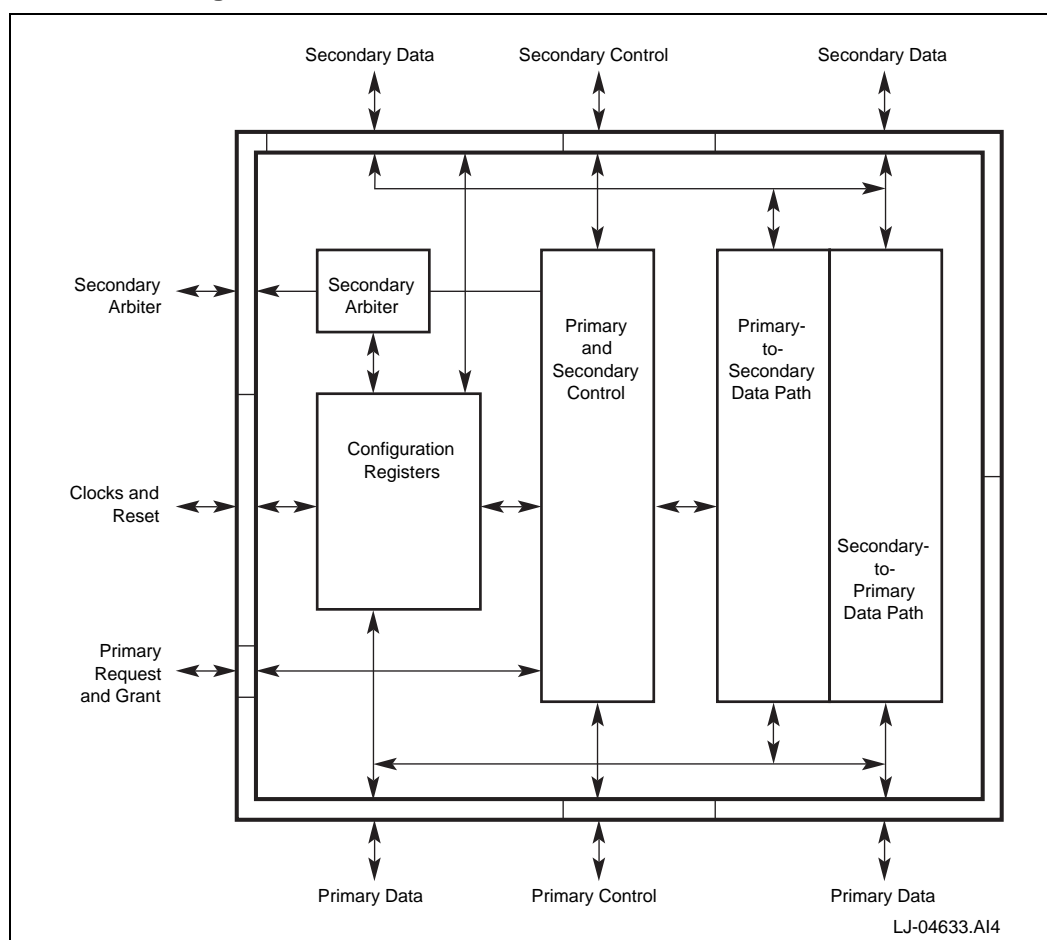 Secondary Data
Secondary Control
Secondary Data
Secondary
Arbiter
Secondary
Arbiter
Primary
and
Secondary
Control
Primary-
to-
Secondary
Data Path
Configuration
Registers
Clocks and
Reset
Secondary-
to-
Primary
Data Path
Primary
Request
and Grant
Primary Data
Primary Control
Primary Data
LJ-04633.AI4